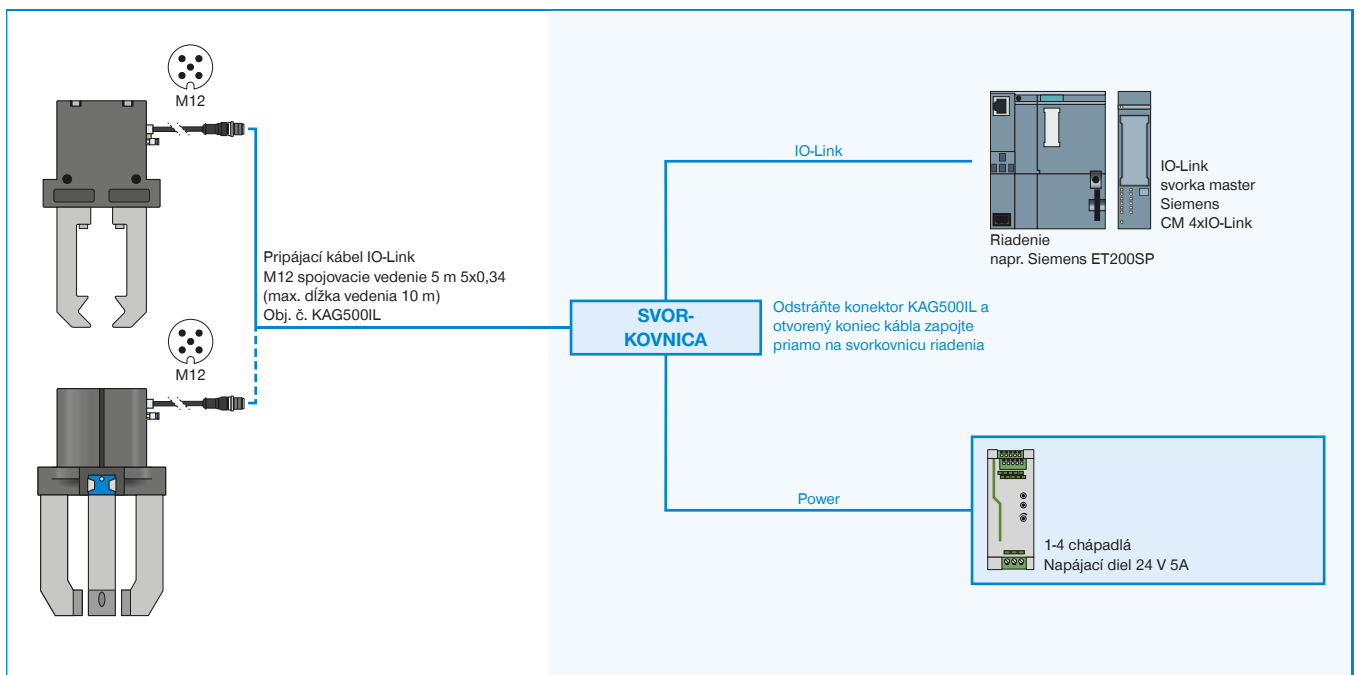 M12
Pripájací kábel IO-Link
M12 spojovacie vedenie 5 m 5x0,34
(max. dĺžka vedenia 10 m)
Obj. č. KAG500IL
M12
SVOR-
KOVNICA
Odstráňte konektor KAG500IL a
otvorený koniec kábla zapojte
priamo na svorkovnicu riadenia
IO-Link
Riadenie
napr. Siemens ET200SP
IO-Link
svorka master
Siemens
CM 4xIO-Link
Power
1-4 chápadlá
Napájací diel 24 V 5A